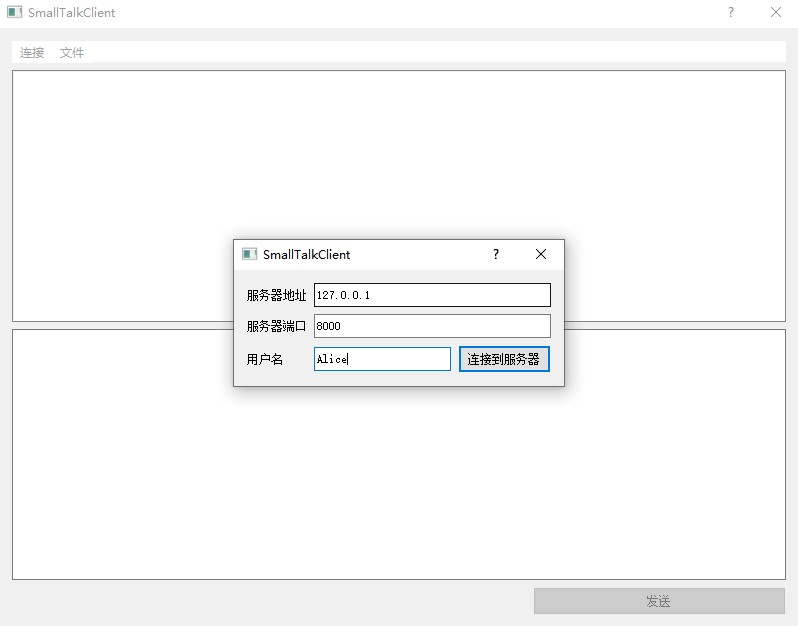 SmallTalkClient
连接 文件
SmallTalkClient
服务器地址 127.0.0.1
服务器端口 8000
用户名 Alice 连接到服务器
发送